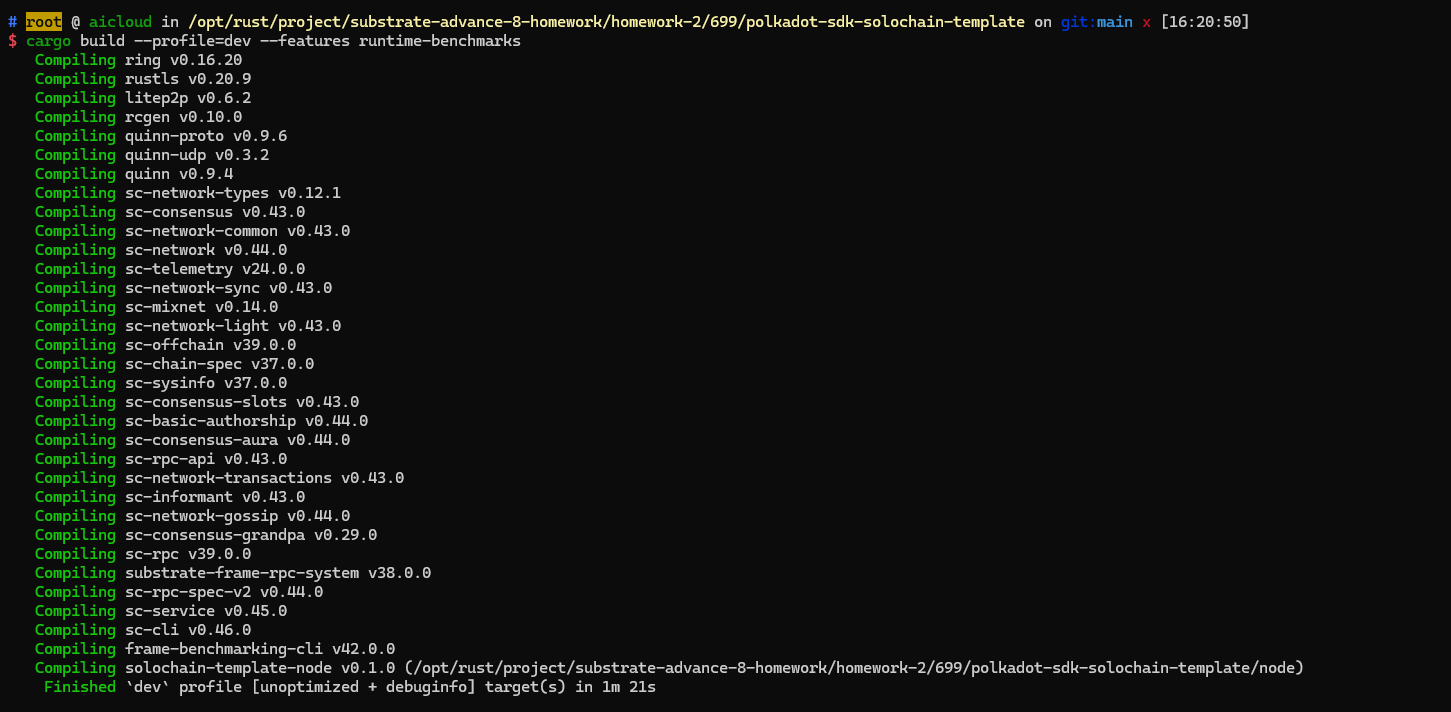 # root @ aicloud in /opt/rust/project/substrate-advance-8-homework/homework-2/699/polkadot-sdk-solochain-template on git:main x [16:20:50]
$ cargo build --profile=dev --features runtime-benchmarks
   Compiling ring v0.16.20
   Compiling rustls v0.20.9
   Compiling litep2p v0.6.2
   Compiling rcgen v0.10.0
   Compiling quinn-proto v0.9.6
   Compiling quinn-udp v0.3.2
   Compiling quinn v0.9.4
   Compiling sc-network-types v0.12.1
   Compiling sc-consensus v0.43.0
   Compiling sc-network-common v0.43.0
   Compiling sc-network v0.44.0
   Compiling sc-telemetry v24.0.0
   Compiling sc-network-sync v0.43.0
   Compiling sc-mixnet v0.14.0
   Compiling sc-network-light v0.43.0
   Compiling sc-offchain v39.0.0
   Compiling sc-chain-spec v37.0.0
   Compiling sc-sysinfo v37.0.0
   Compiling sc-consensus-slots v0.43.0
   Compiling sc-basic-authorship v0.44.0
   Compiling sc-consensus-aura v0.44.0
   Compiling sc-rpc-api v0.43.0
   Compiling sc-network-transactions v0.43.0
   Compiling sc-informant v0.43.0
   Compiling sc-network-gossip v0.44.0
   Compiling sc-consensus-grandpa v0.29.0
   Compiling sc-rpc v39.0.0
   Compiling substrate-frame-rpc-system v38.0.0
   Compiling sc-rpc-spec-v2 v0.44.0
   Compiling sc-service v0.45.0
   Compiling sc-cli v0.46.0
   Compiling frame-benchmarking-cli v42.0.0
   Compiling solochain-template-node v0.1.0 (/opt/rust/project/substrate-advance-8-homework/homework-2/699/polkadot-sdk-solochain-template/node)
    Finished `dev` profile [unoptimized + debuginfo] target(s) in 1m 21s